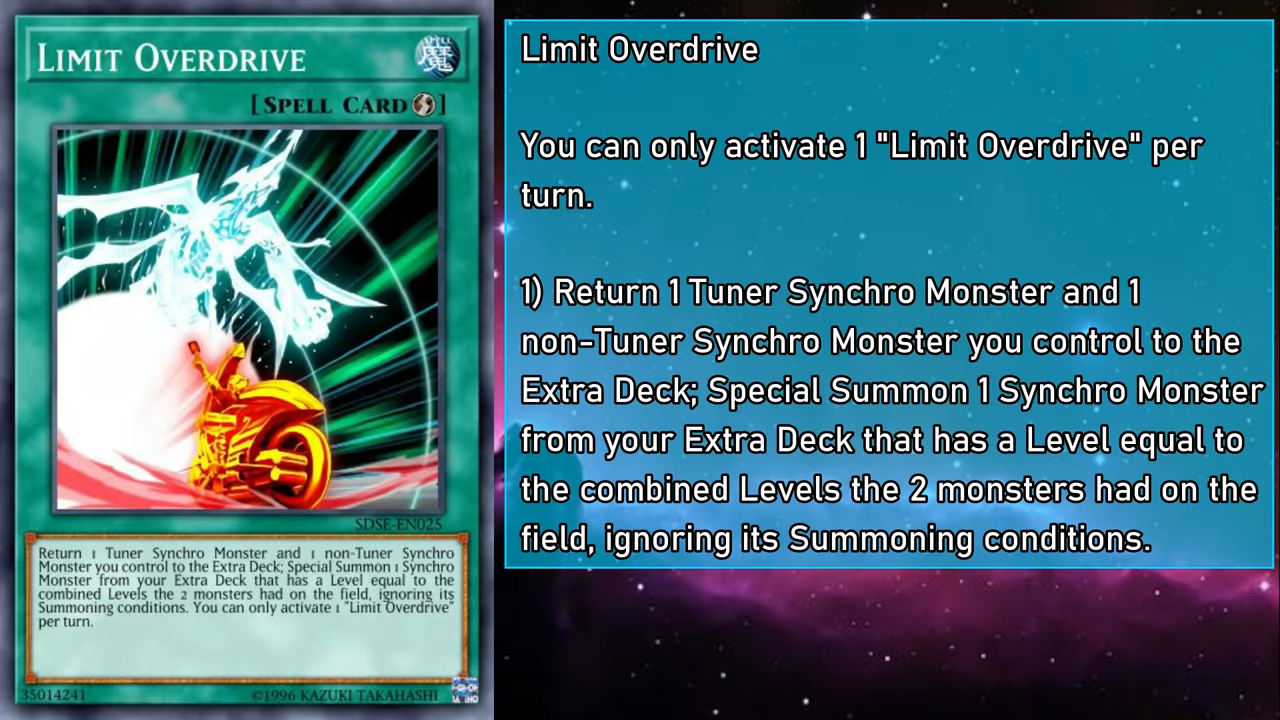 LIMIT OVERDRIVE
魔
[SPELL CARD]
SDSE-EN025
Return 1 Tuner Synchro Monster and 1 non-Tuner Synchro
Monster you control to the Extra Deck; Special Summon 1 Synchro
Monster from your Extra Deck that has a Level equal to the
combined Levels the 2 monsters had on the field, ignoring its
Summoning conditions. You can only activate 1 "Limit Overdrive"
per turn.
35014241
©1996 KAZUKI TAKAHASHI
Limit Overdrive
You can only activate 1 "Limit Overdrive" per
turn.
1) Return 1 Tuner Synchro Monster and 1
non-Tuner Synchro Monster you control to the
Extra Deck; Special Summon 1 Synchro Monster
from your Extra Deck that has a Level equal to
the combined Levels the 2 monsters had on the
field, ignoring its Summoning conditions.